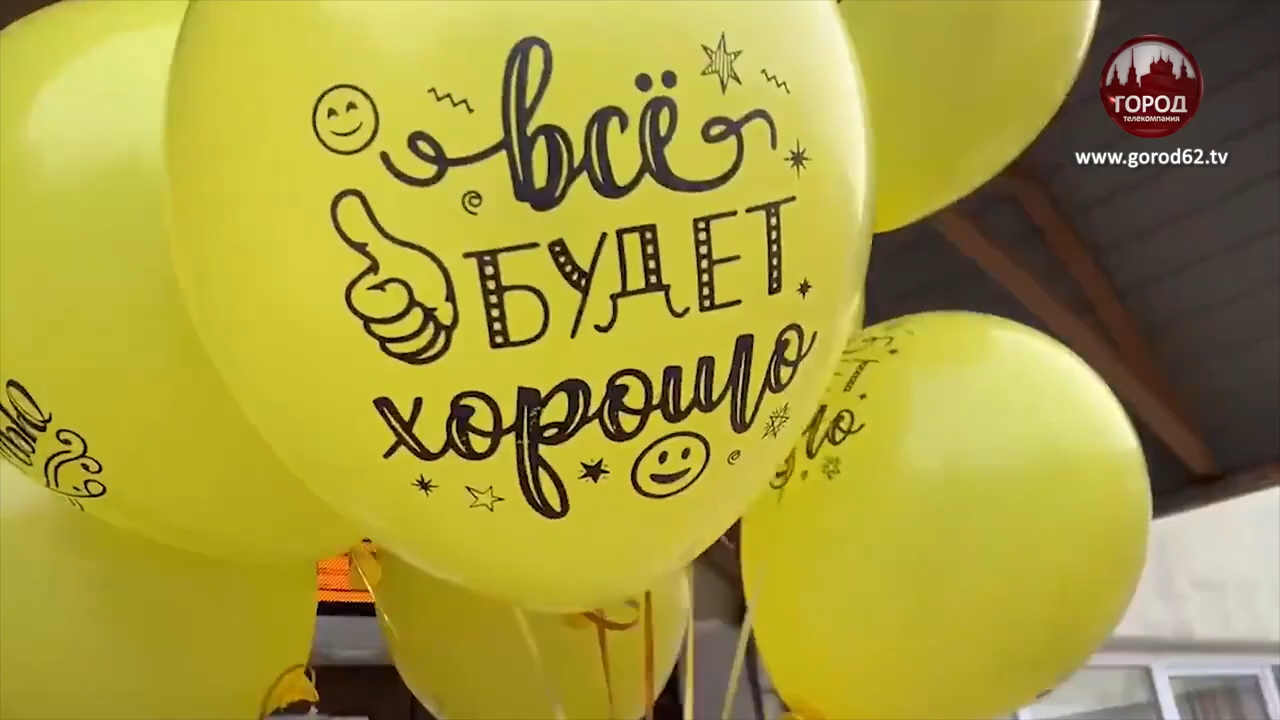 всё
БУДЕТ
хорошо
ГОРОД
телекомпания
www.gorod62.tv